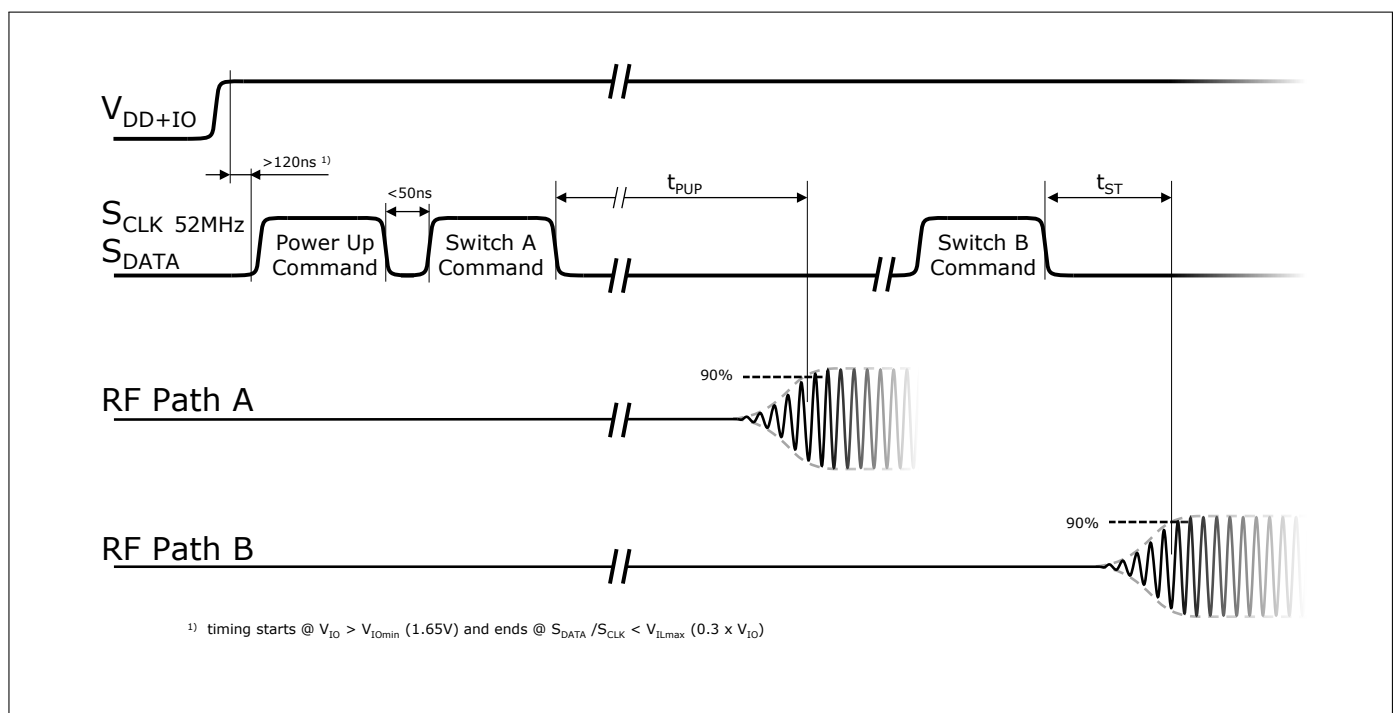 V_DD+IO
>120ns 1)
<50ns
t_PUP
t_ST
S_CLK 52MHz
S_DATA
Power Up
Command
Switch A
Command
Switch B
Command
90%
RF Path A
90%
RF Path B
1) timing starts @ V_IO > V_IOmin (1.65V) and ends @ S_DATA /S_CLK < V_ILmax (0.3 x V_IO)